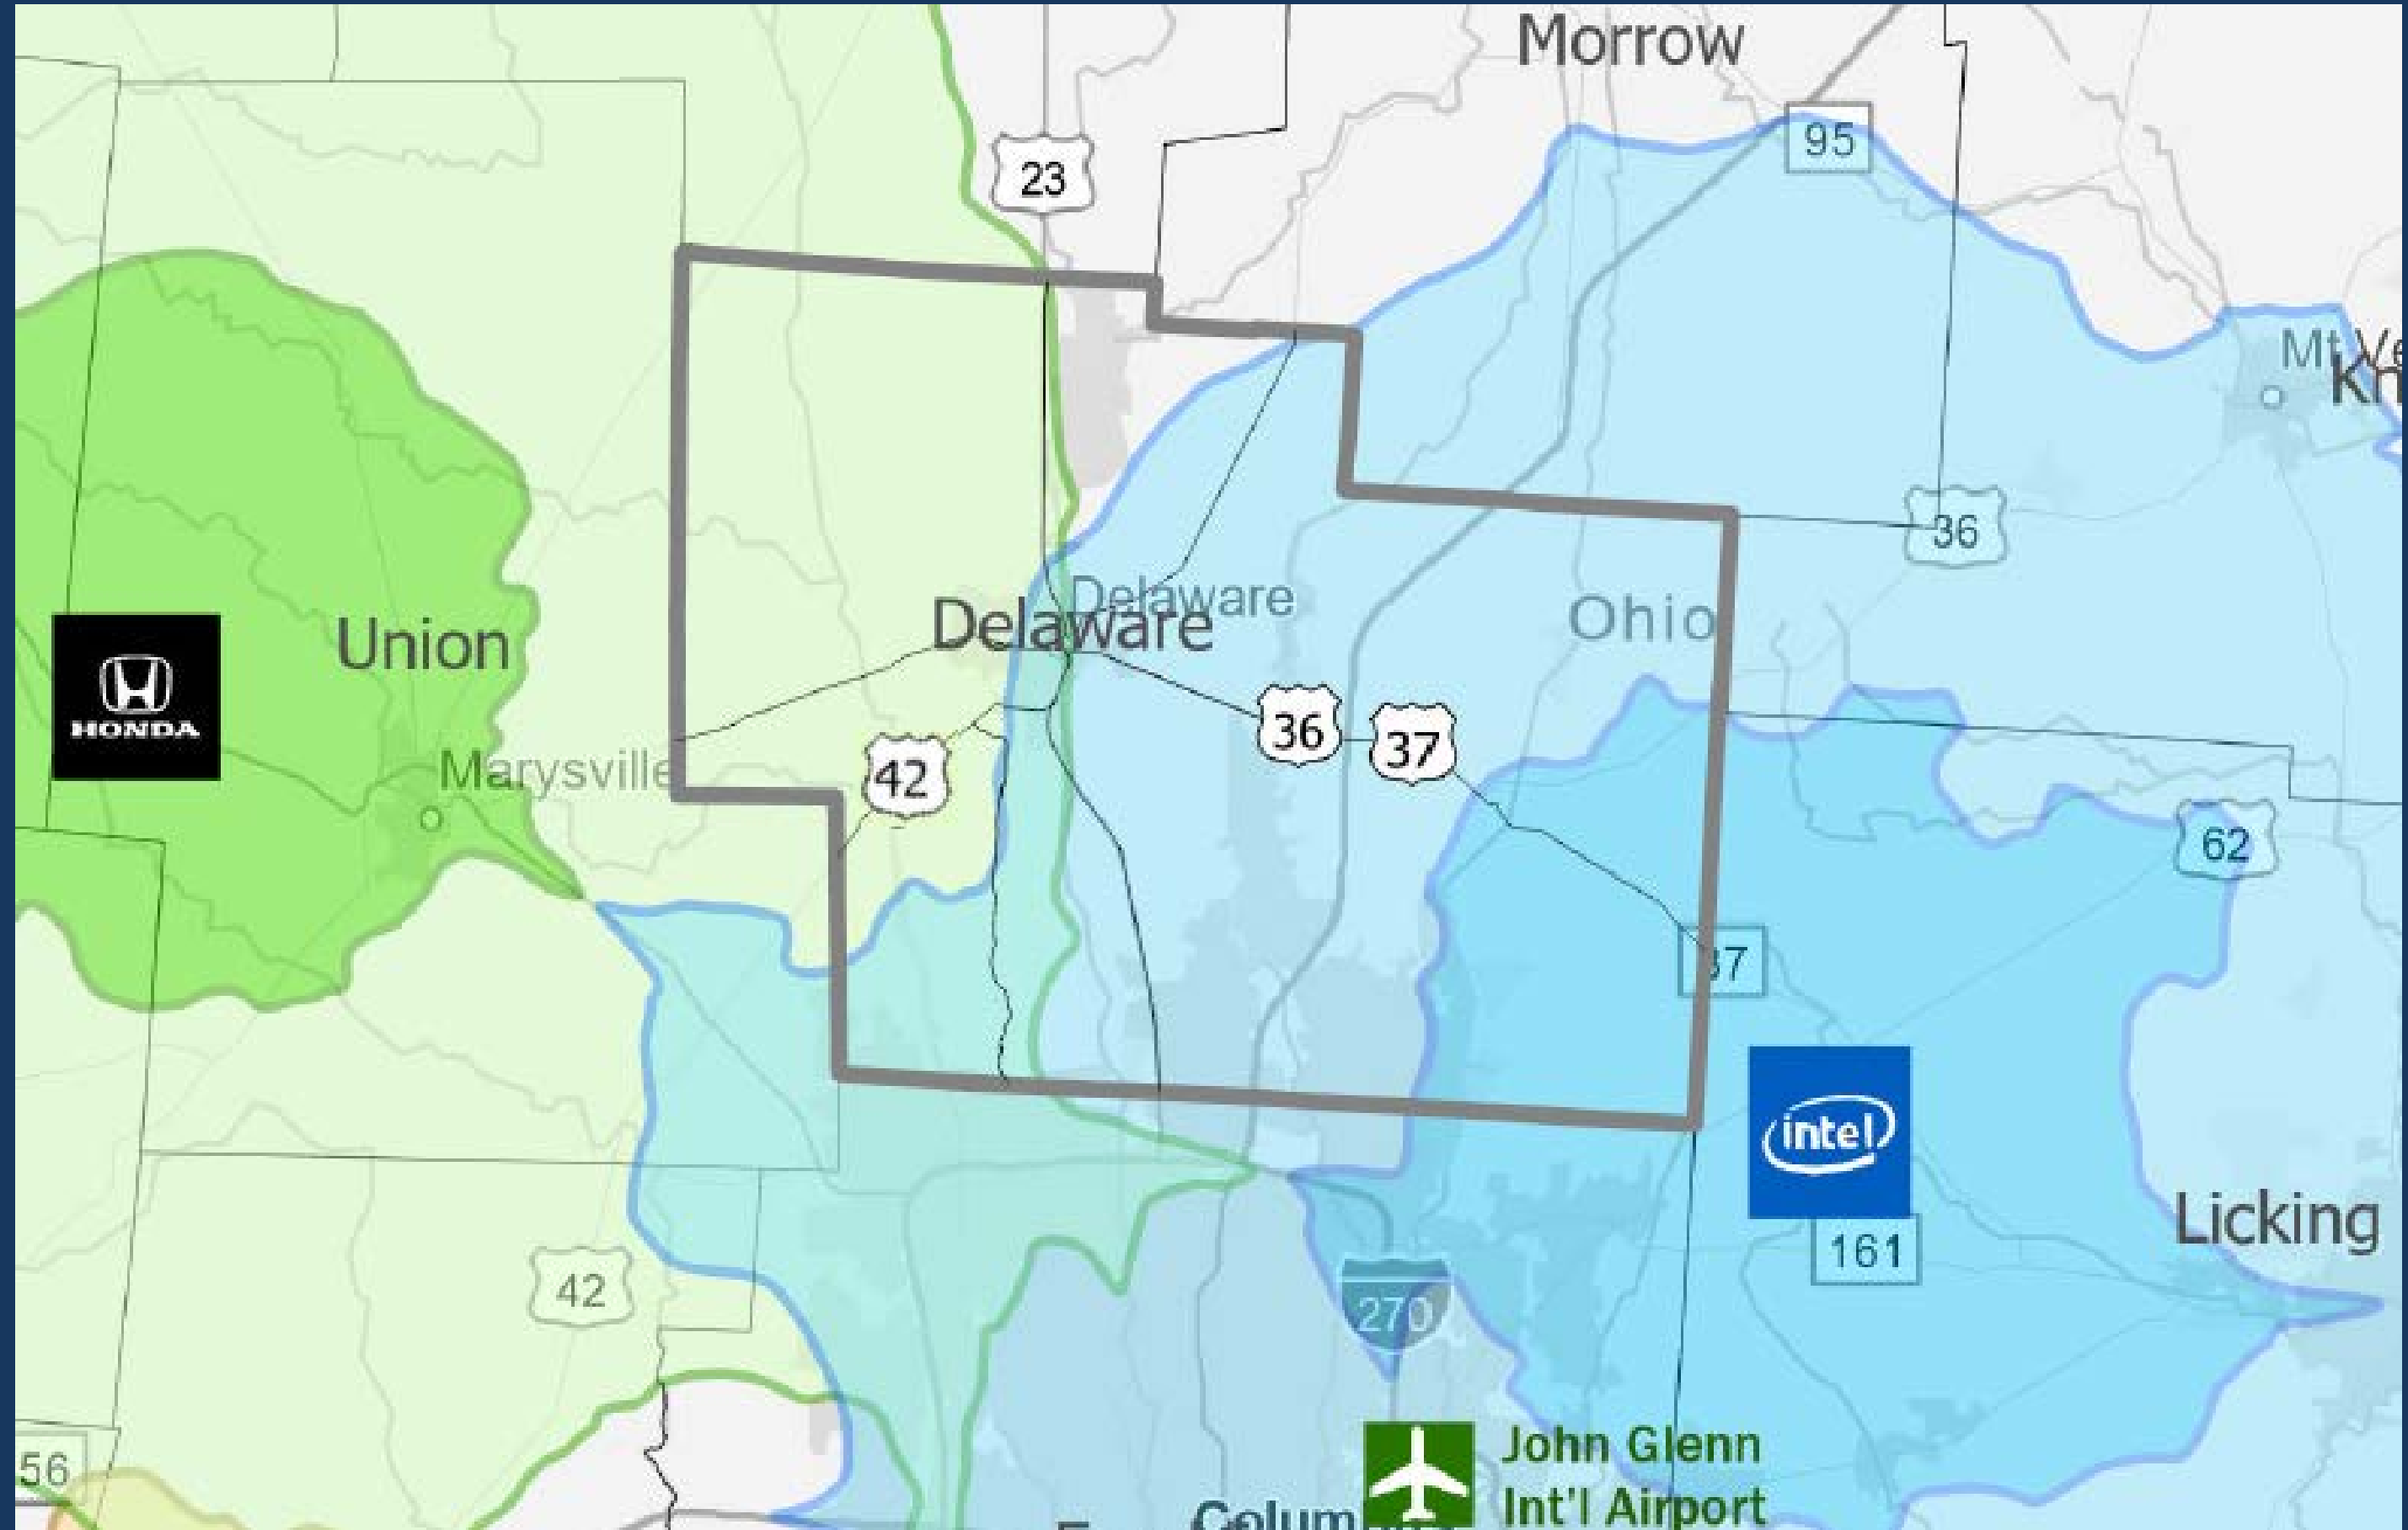 Morrow
95
23
Mt Ve
Kn
36
Delaware
Delaware
Ohio
Union
HONDA
36
37
42
Marysville
62
37
intel
Licking
161
42
270
John Glenn
Int'l Airport
56